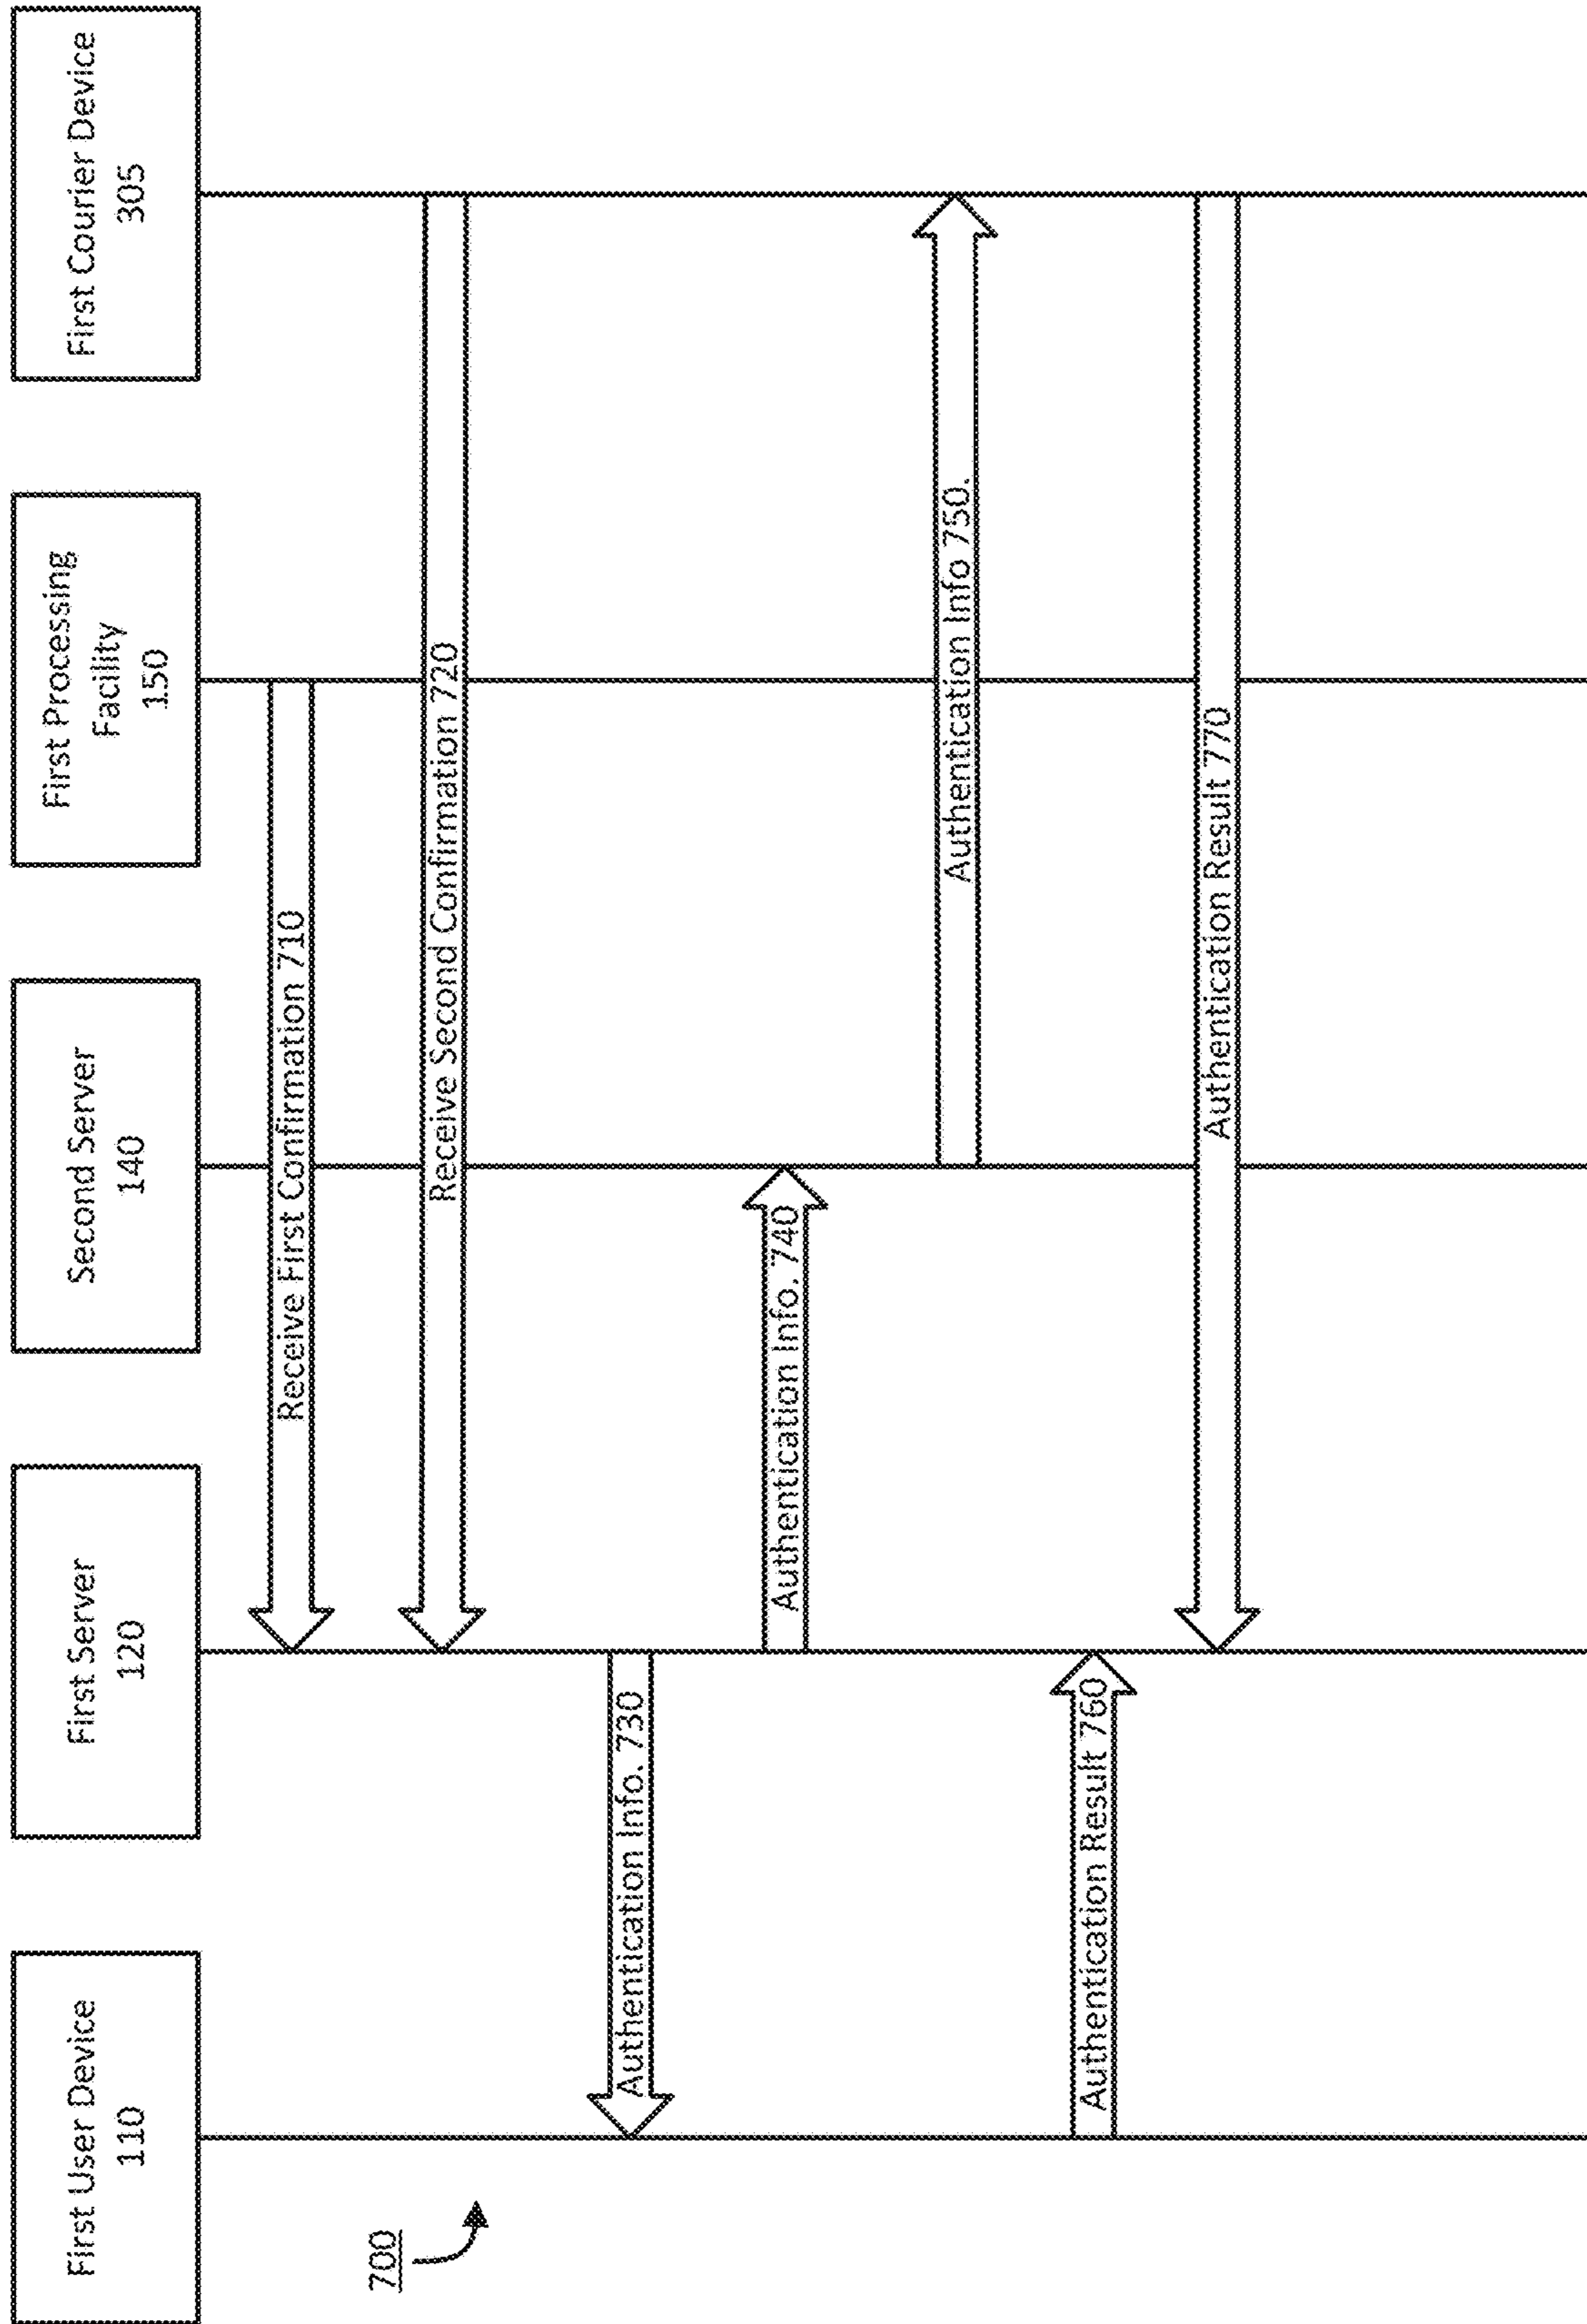 First User Device
110
First Server
120
Second Server
140
First Processing
Facility
150
First Courier Device
305
Receive First Confirmation 710
700
Receive Second Confirmation 720
Authentication Info. 730
Authentication Info. 740
Authentication Info 750.
Authentication Result 760
Authentication Result 770